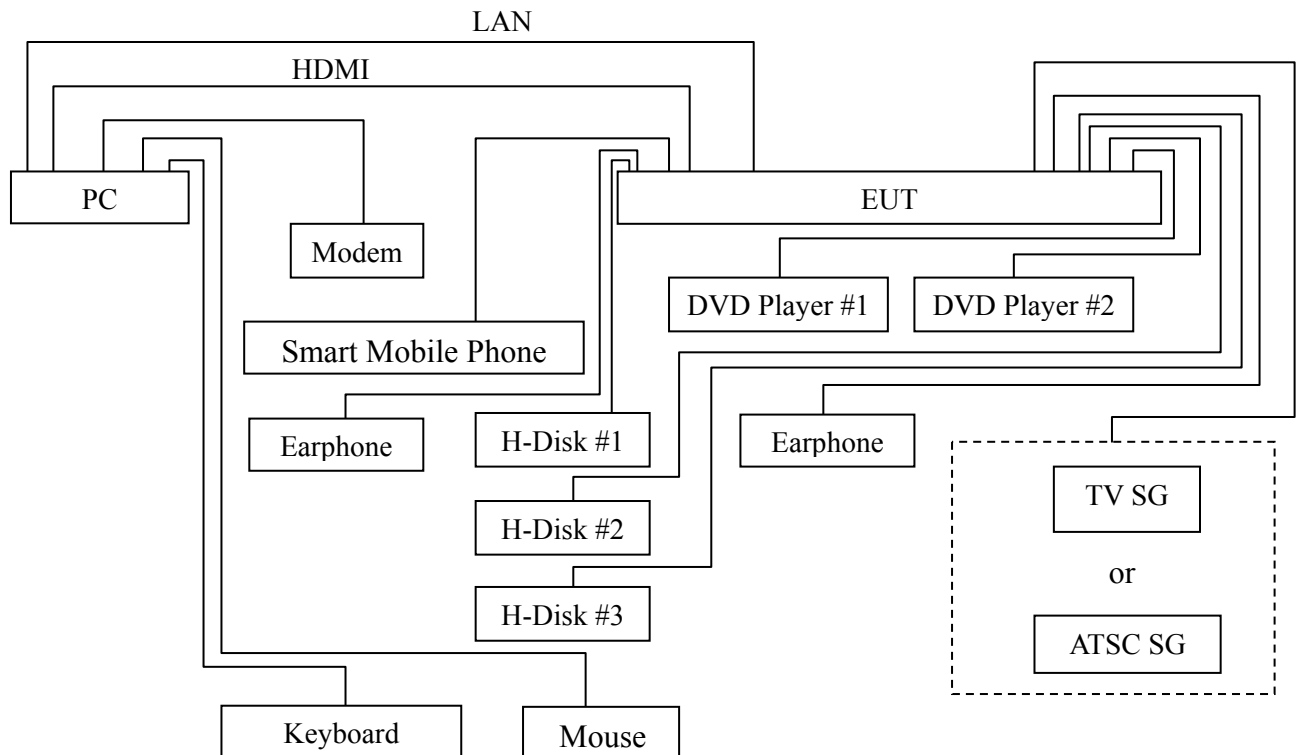 LAN
HDMI
PC
EUT
Modem
DVD Player #1
DVD Player #2
Smart Mobile Phone
Earphone
H-Disk #1
Earphone
TV SG
H-Disk #2
or
H-Disk #3
ATSC SG
Keyboard
Mouse